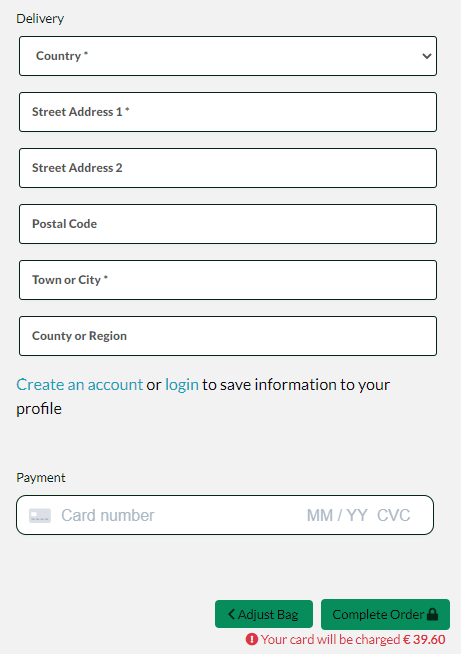 Delivery
Country *
Street Address 1 *
Street Address 2
Postal Code
Town or City *
County or Region
Create an account or login to save information to your
profile
Payment
Card number MM / YY CVC
Adjust Bag Complete Order
Your card will be charged € 39.60